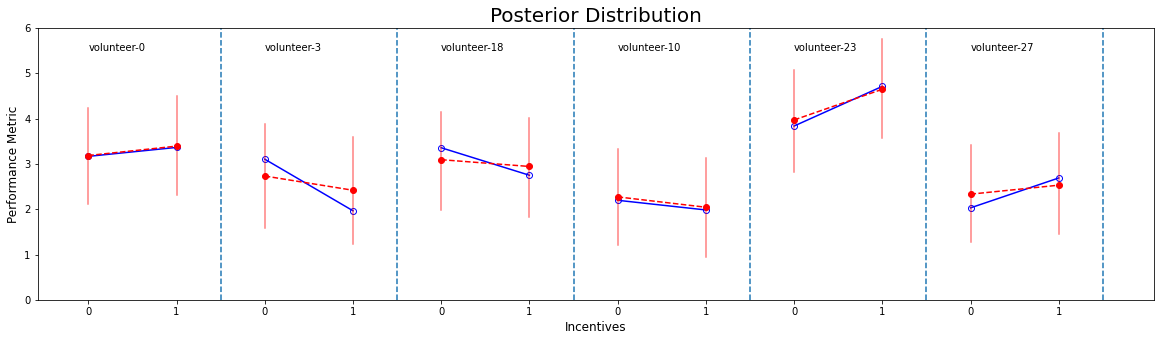 Posterior Distribution
Performance Metric
6
5
4
3
2
1
0
volunteer-0
volunteer-3
volunteer-18
volunteer-10
volunteer-23
volunteer-27
0 1 0 1 0 1 0 1 0 1 0 1
Incentives